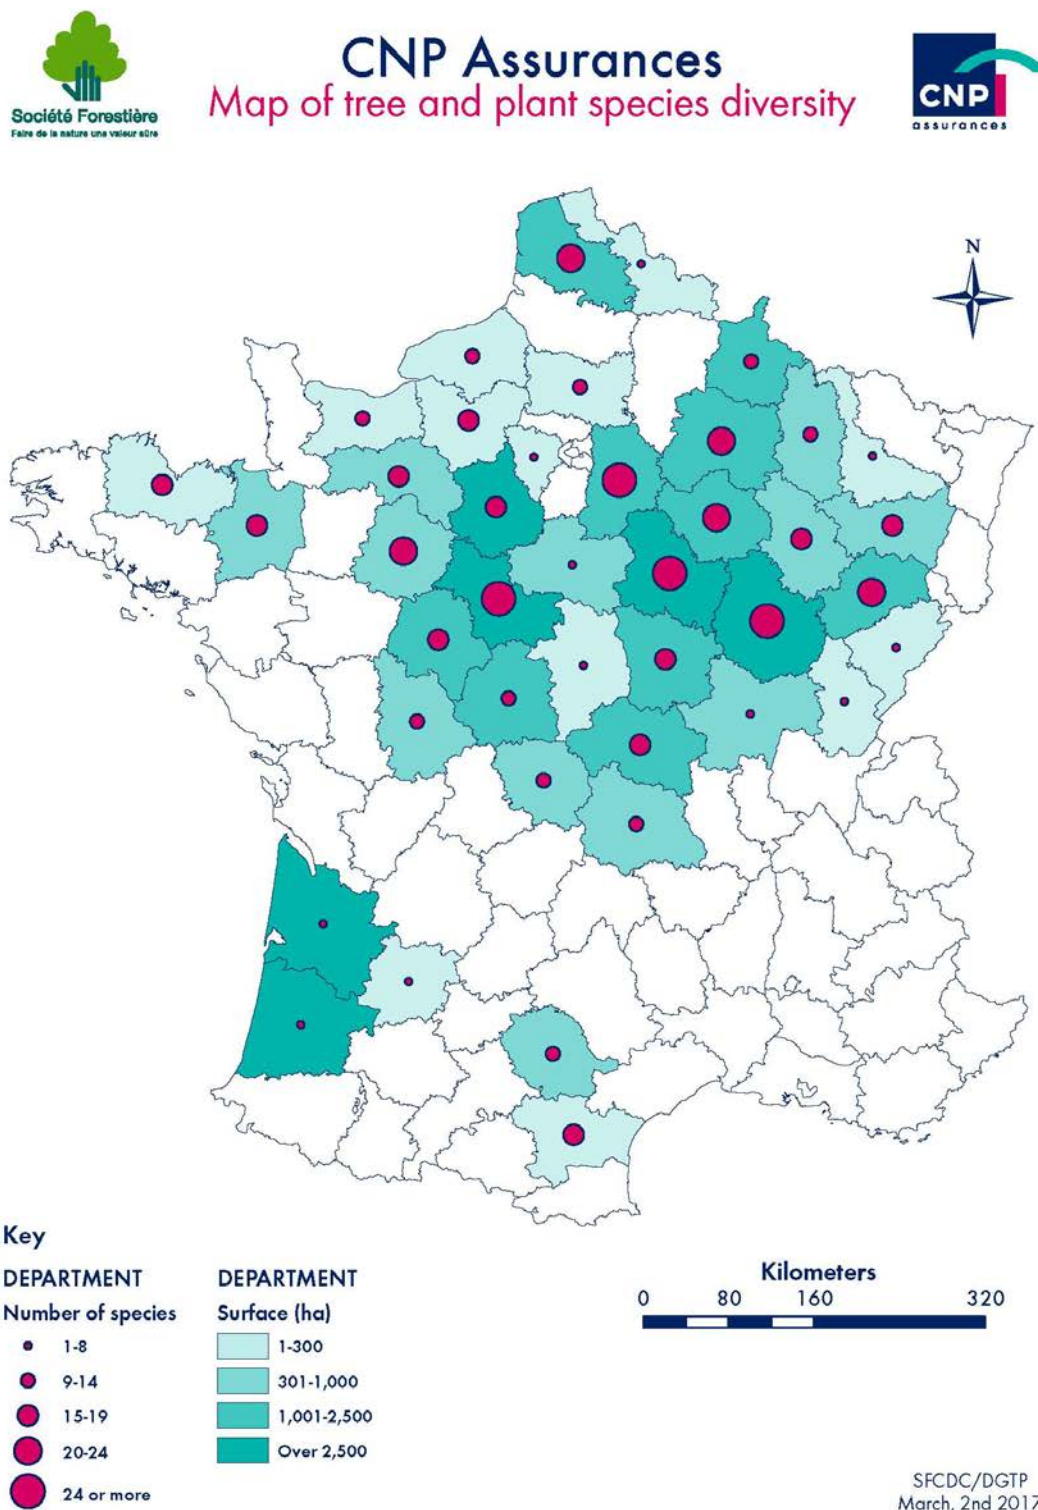 Société Forestière
Faire de la nature une valeur sûre
CNP Assurances
Map of tree and plant species diversity
CNP
assurances
N
Key
DEPARTMENT
Number of species
1-8
9-14
15-19
20-24
24 or more
DEPARTMENT
Surface (ha)
1-300
301-1,000
1,001-2,500
Over 2,500
Kilometers
0 80 160 320
SFCDC/DGTP
March, 2nd 2017